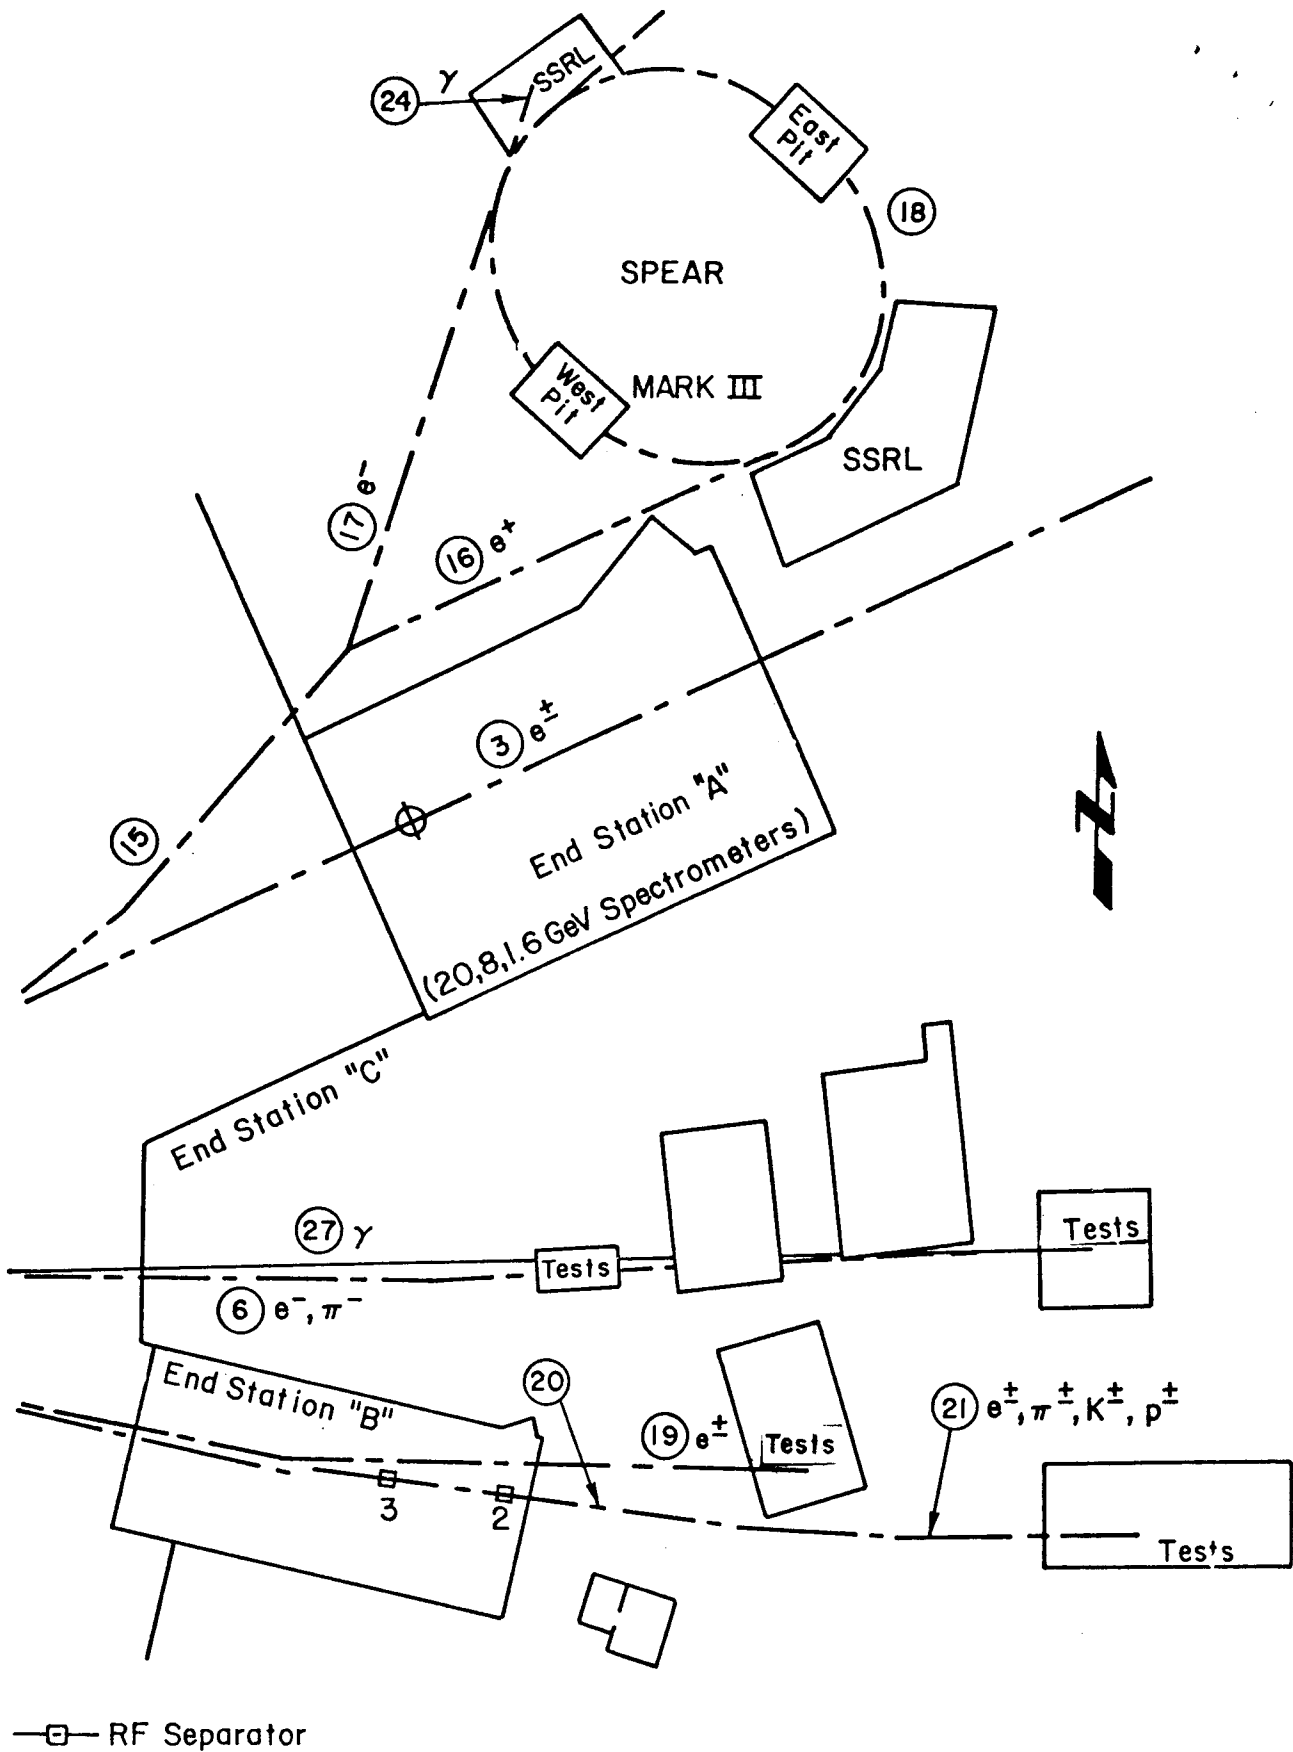 SSRL
24 γ
East
Pit
18
SPEAR
West
Pit
MARK III
SSRL
17 e⁻
16 e⁺
3 e±
15
End Station "A"
(20,8,1.6 GeV Spectrometers)
N
End Station "C"
27 γ
Tests
Tests
6 e⁻, π⁻
End Station "B"
20
19 e±
Tests
21 e±, π±, K±, p±
3
2
Tests
RF Separator